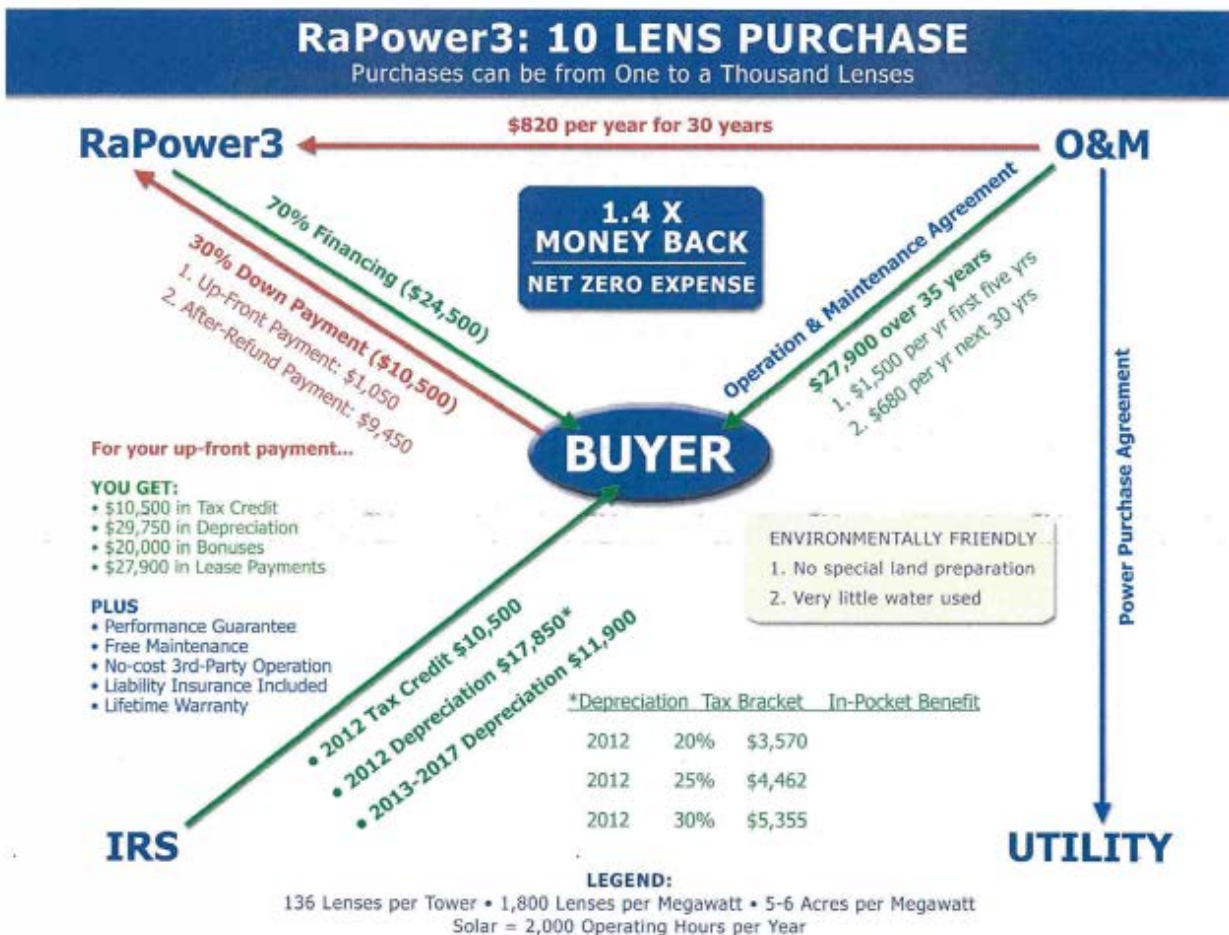 RaPower3: 10 LENS PURCHASE
Purchases can be from One to a Thousand Lenses
RaPower3
$820 per year for 30 years
O&M
1.4 X
MONEY BACK
NET ZERO EXPENSE
70% Financing ($24,500)
30% Down Payment ($10,500)
1. Up-Front Payment: $1,050
2. After-Refund Payment: $9,450
Operation & Maintenance Agreement
$27,900 over 35 years
1. $1,500 per yr first five yrs
2. $680 per yr next 30 yrs
BUYER
Power Purchase Agreement
For your up-front payment...
YOU GET:
• $10,500 in Tax Credit
• $29,750 in Depreciation
• $20,000 in Bonuses
• $27,900 in Lease Payments
PLUS
• Performance Guarantee
• Free Maintenance
• No-cost 3rd-Party Operation
• Liability Insurance Included
• Lifetime Warranty
ENVIRONMENTALLY FRIENDLY
1. No special land preparation
2. Very little water used
• 2012 Tax Credit $10,500
• 2012 Depreciation $17,850*
• 2013-2017 Depreciation $11,900
*Depreciation Tax Bracket In-Pocket Benefit
2012 20% $3,570
2012 25% $4,462
2012 30% $5,355
IRS
UTILITY
LEGEND:
136 Lenses per Tower • 1,800 Lenses per Megawatt • 5-6 Acres per Megawatt
Solar = 2,000 Operating Hours per Year